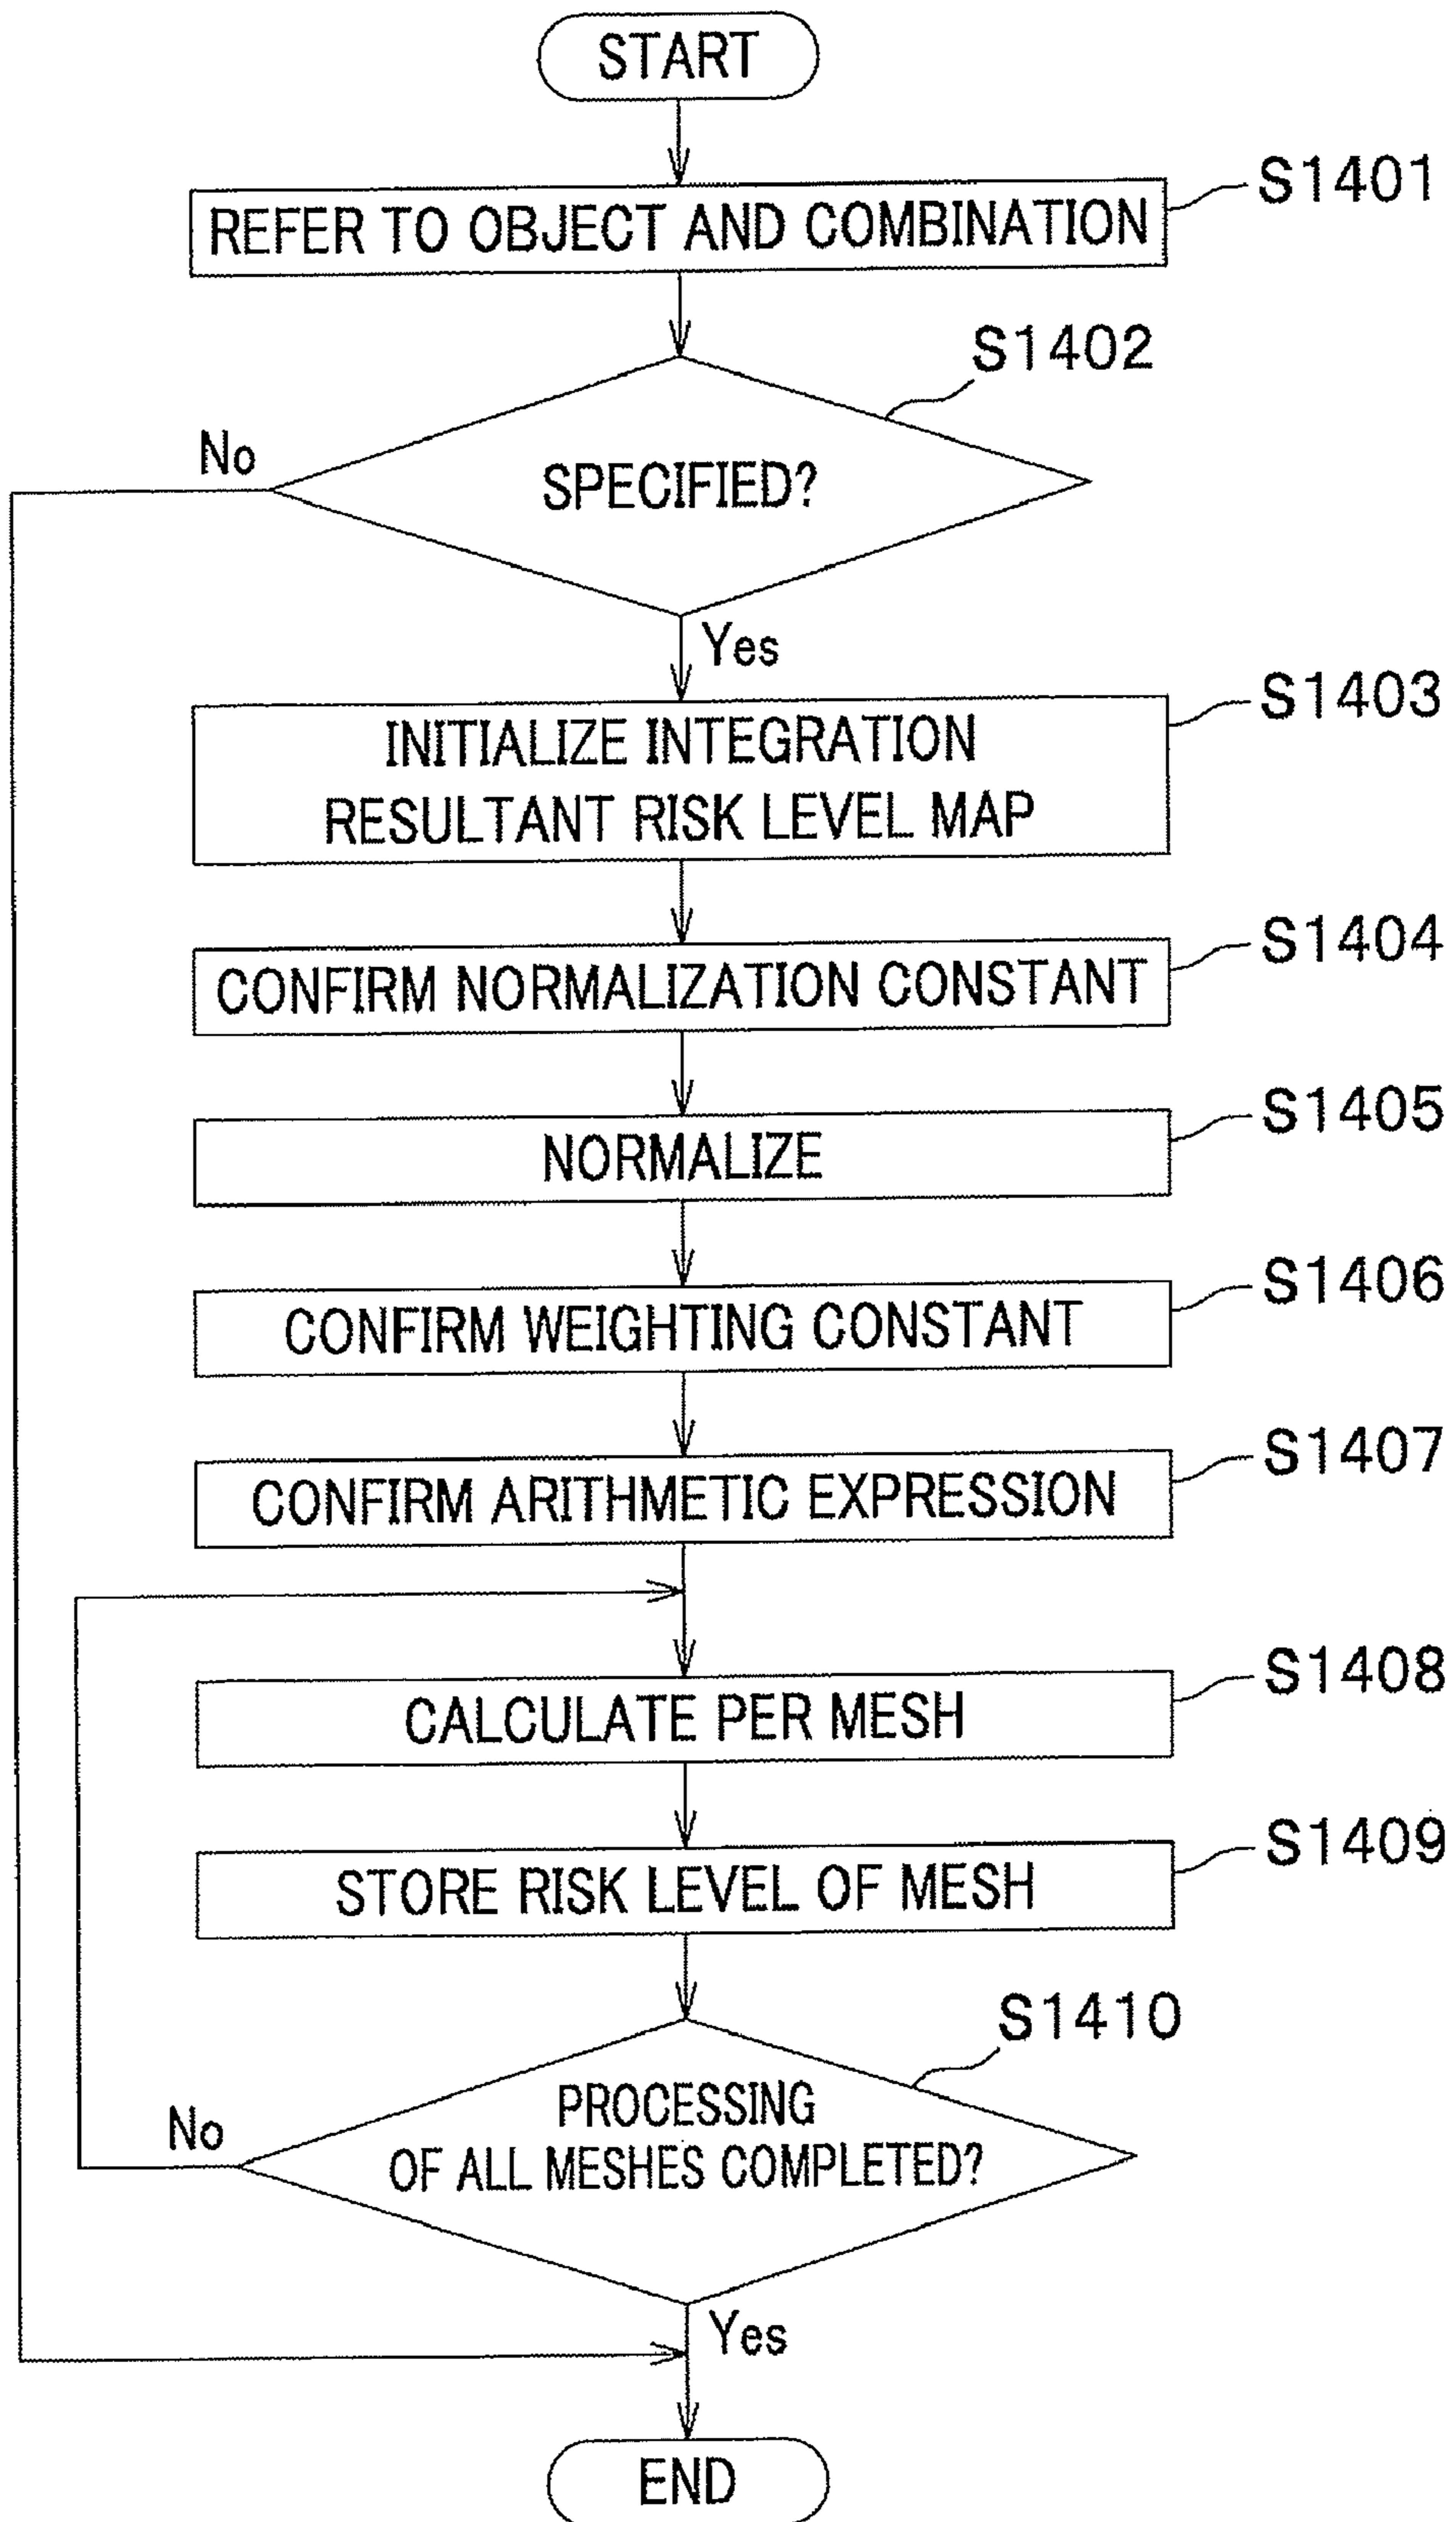 START
S1401
REFER TO OBJECT AND COMBINATION
S1402
No
SPECIFIED?
Yes
S1403
INITIALIZE INTEGRATION
RESULTANT RISK LEVEL MAP
S1404
CONFIRM NORMALIZATION CONSTANT
S1405
NORMALIZE
S1406
CONFIRM WEIGHTING CONSTANT
S1407
CONFIRM ARITHMETIC EXPRESSION
S1408
CALCULATE PER MESH
S1409
STORE RISK LEVEL OF MESH
S1410
No
PROCESSING
OF ALL MESHES COMPLETED?
Yes
END